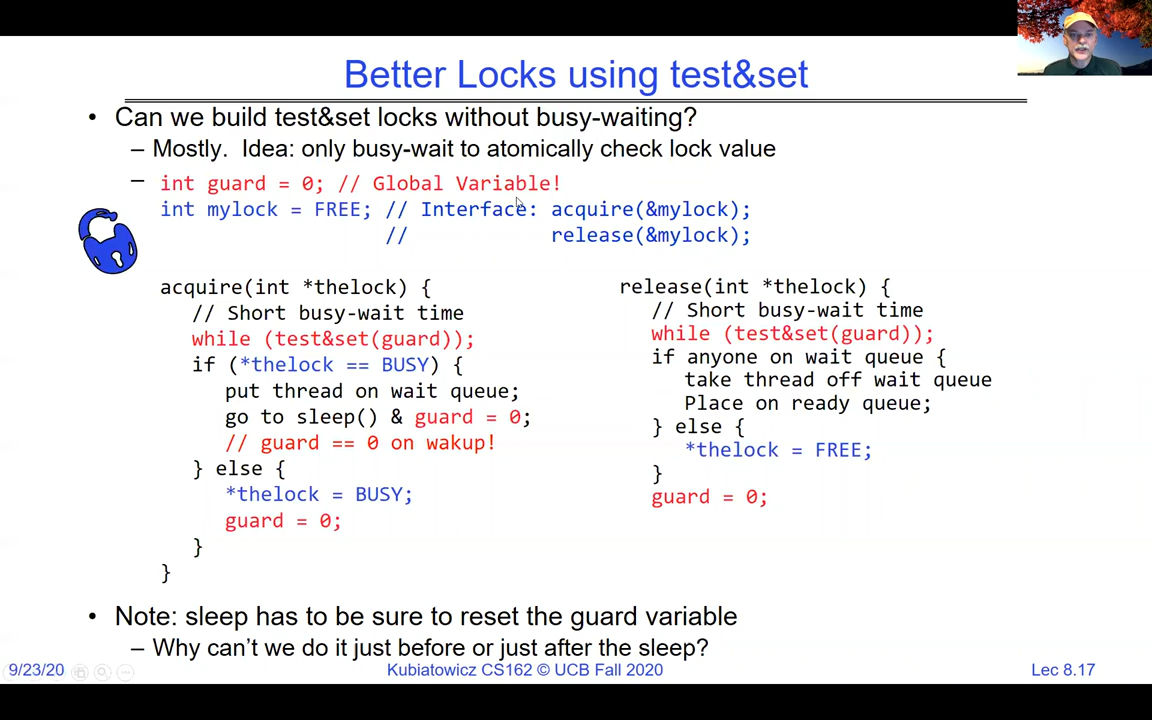 Better Locks using test&set
• Can we build test&set locks without busy-waiting?
– Mostly. Idea: only busy-wait to atomically check lock value
– int guard = 0; // Global Variable!
int mylock = FREE; // Interface: acquire(&mylock);
// release(&mylock);
acquire(int *thelock) {
// Short busy-wait time
while (test&set(guard));
if (*thelock == BUSY) {
put thread on wait queue;
go to sleep() & guard = 0;
// guard == 0 on wakup!
} else {
*thelock = BUSY;
guard = 0;
}
}
release(int *thelock) {
// Short busy-wait time
while (test&set(guard));
if anyone on wait queue {
take thread off wait queue
Place on ready queue;
} else {
*thelock = FREE;
}
guard = 0;
• Note: sleep has to be sure to reset the guard variable
– Why can’t we do it just before or just after the sleep?
9/23/20 Kubiatowicz CS162 © UCB Fall 2020 Lec 8.17